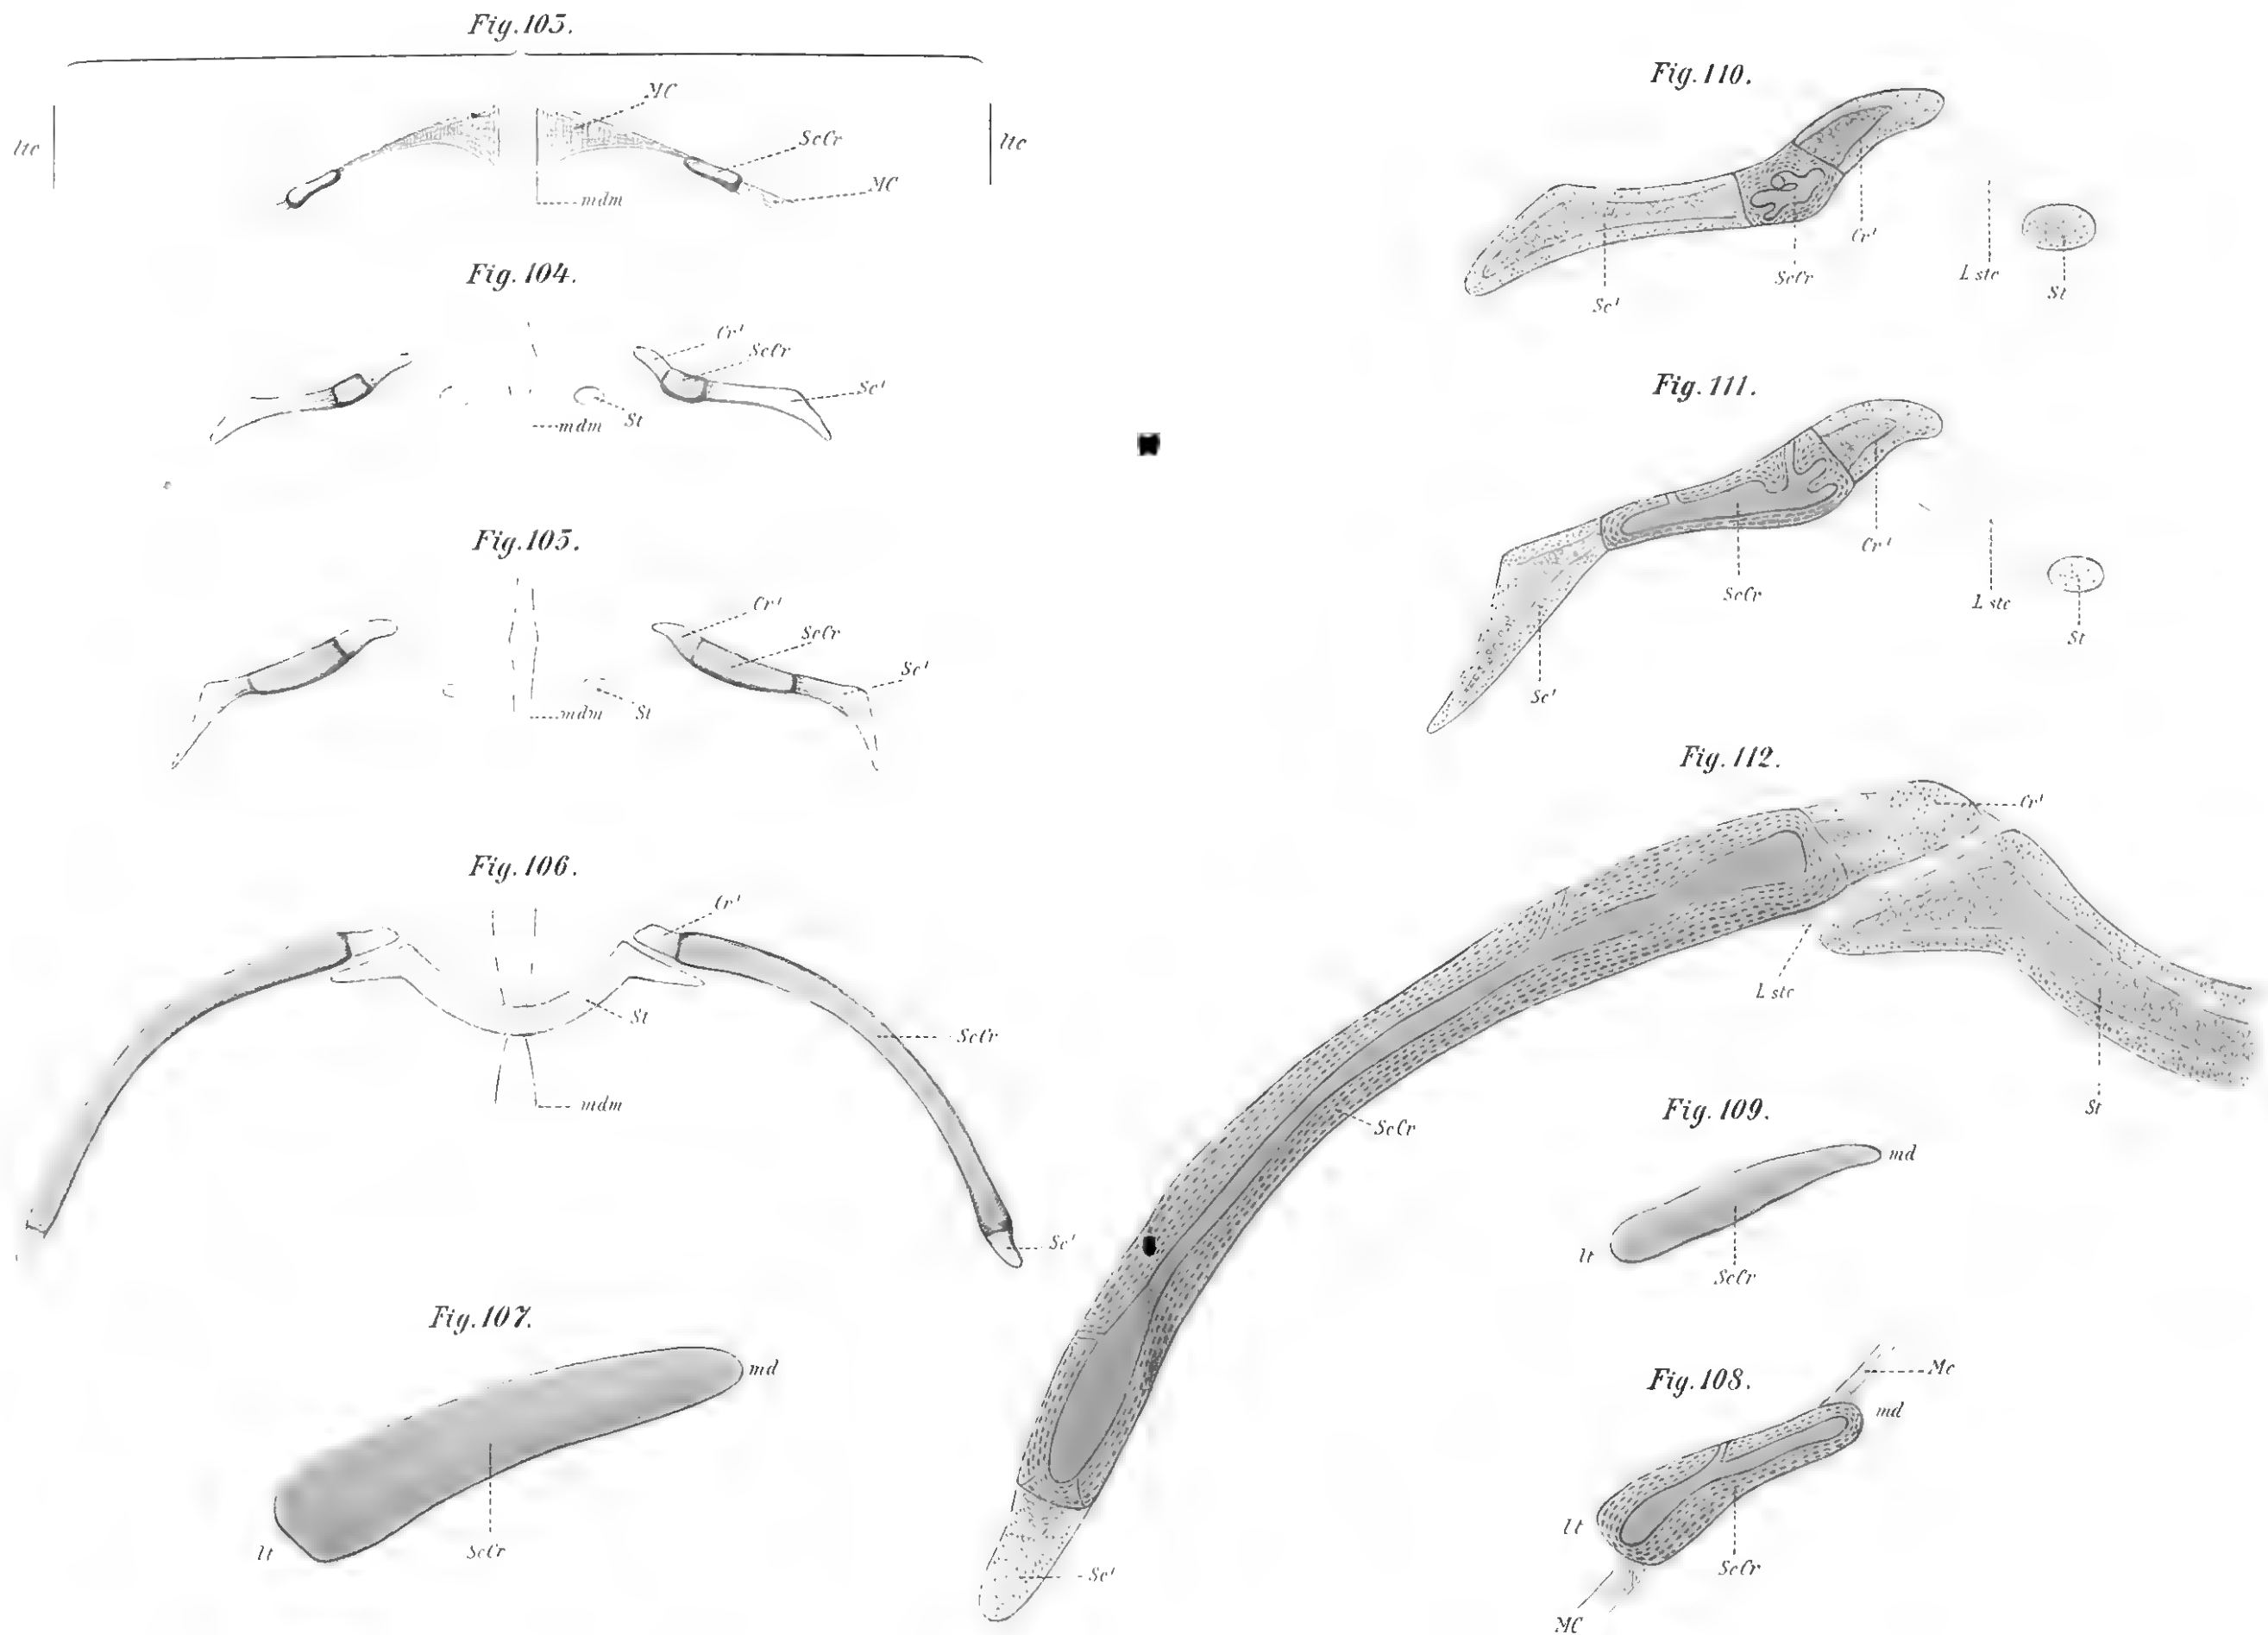 Fig. 103.
ltc
MC
ScCr
MC
mdm
ltc
Fig. 104.
Cr'
ScCr
Sc'
St
mdm
Fig. 105.
Cr'
ScCr
Sc'
mdm
St
Fig. 106.
Cr'
St
ScCr
mdm
Sc'
Fig. 107.
md
lt
ScCr
Fig. 110.
Cr'
ScCr
Sc'
L stc
St
Fig. 111.
Cr'
ScCr
Sc'
L stc
St
Fig. 112.
Cr'
L stc
St
ScCr
Sc'
Fig. 109.
md
lt
ScCr
Fig. 108.
Mc
md
lt
ScCr
MC